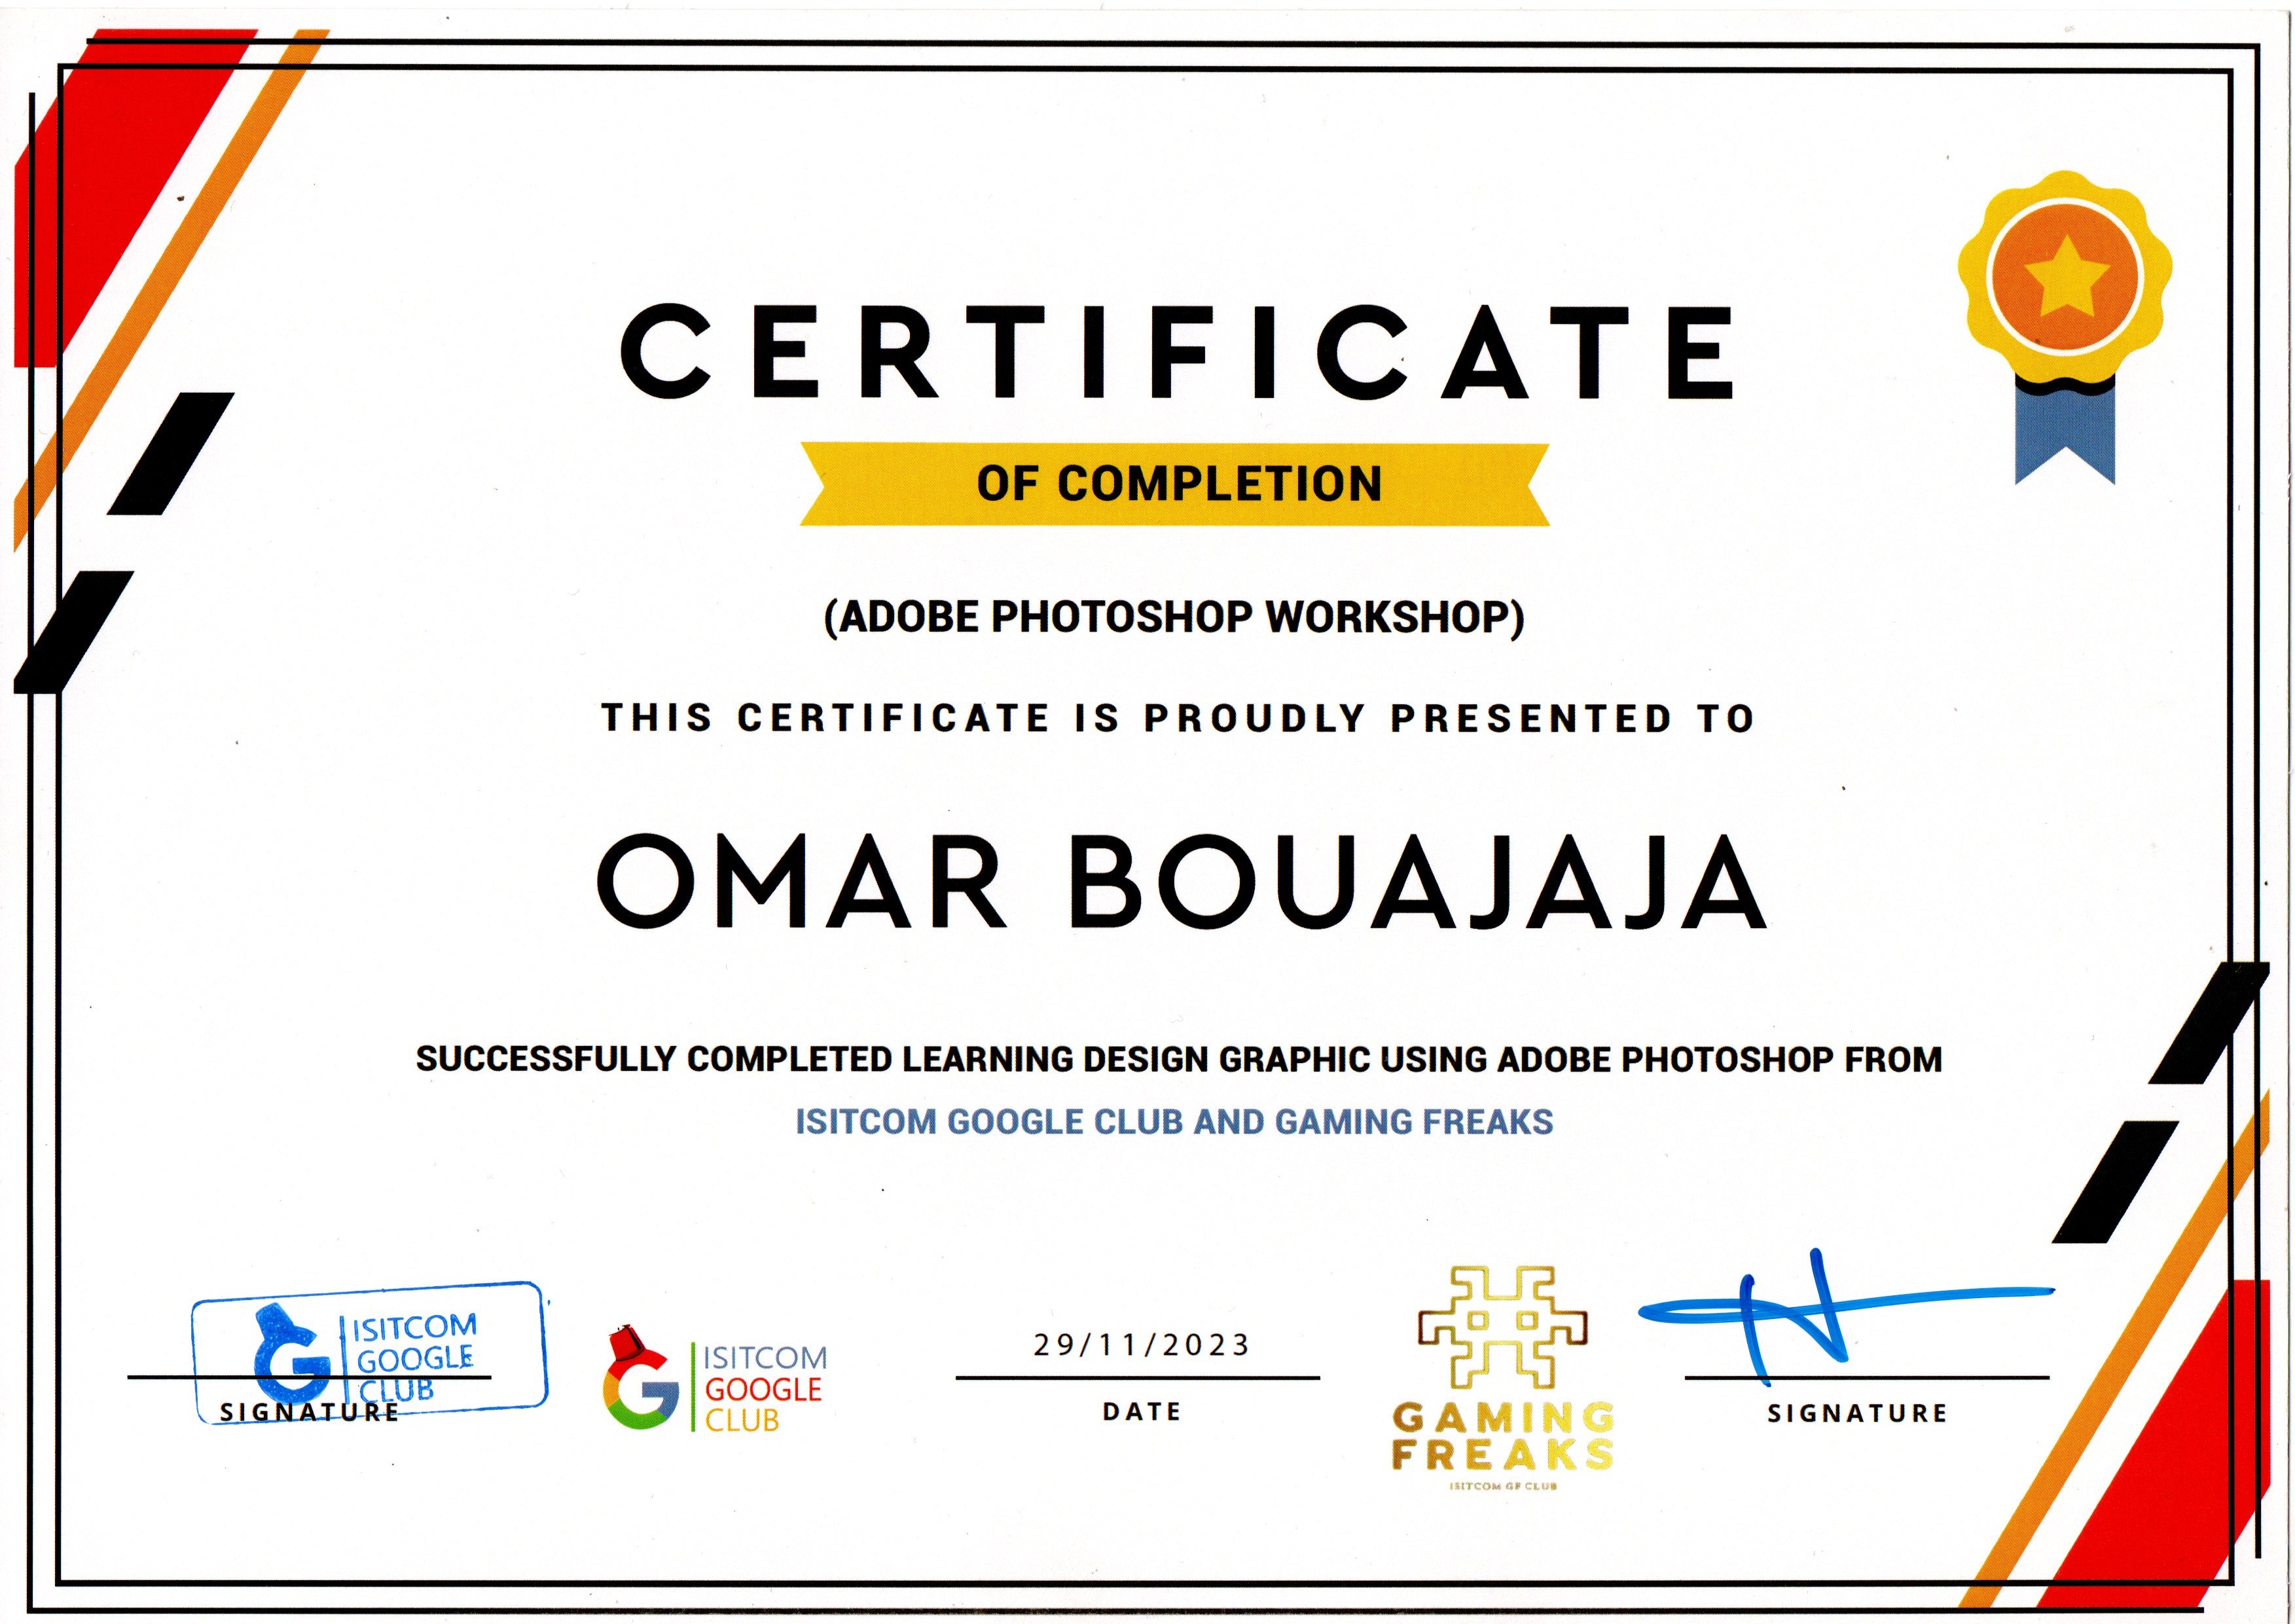 CERTIFICATE
OF COMPLETION
(ADOBE PHOTOSHOP WORKSHOP)
THIS CERTIFICATE IS PROUDLY PRESENTED TO
OMAR BOUAJAJA
SUCCESSFULLY COMPLETED LEARNING DESIGN GRAPHIC USING ADOBE PHOTOSHOP FROM
ISITCOM GOOGLE CLUB AND GAMING FREAKS
ISITCOM
GOOGLE
CLUB
SIGNATURE
ISITCOM
GOOGLE
CLUB
29/11/2023
DATE
GAMING
FREAKS
ISITCOM GF CLUB
SIGNATURE